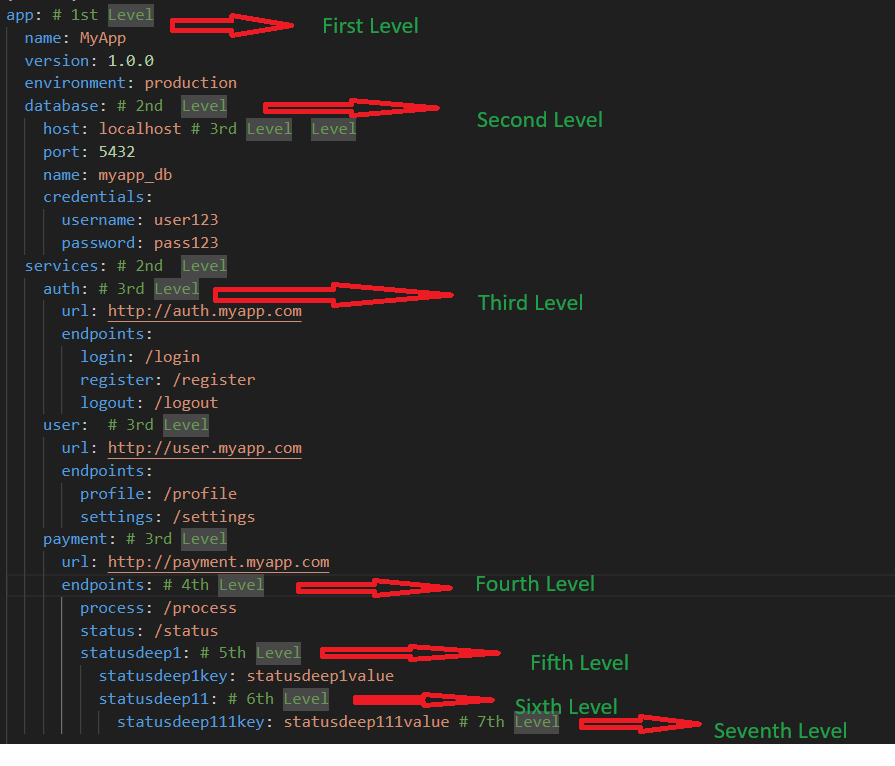 app: # 1st Level First Level
  name: MyApp
  version: 1.0.0
  environment: production
  database: # 2nd  Level Second Level
    host: localhost # 3rd Level  Level
    port: 5432
    name: myapp_db
    credentials:
      username: user123
      password: pass123
  services: # 2nd  Level
    auth: # 3rd Level Third Level
      url: http://auth.myapp.com
      endpoints:
        login: /login
        register: /register
        logout: /logout
    user:  # 3rd Level
      url: http://user.myapp.com
      endpoints:
        profile: /profile
        settings: /settings
    payment: # 3rd Level
      url: http://payment.myapp.com
      endpoints: # 4th Level Fourth Level
        process: /process
        status: /status
        statusdeep1: # 5th Level Fifth Level
          statusdeep1key: statusdeep1value
          statusdeep11: # 6th Level Sixth Level
            statusdeep111key: statusdeep111value # 7th Level Seventh Level